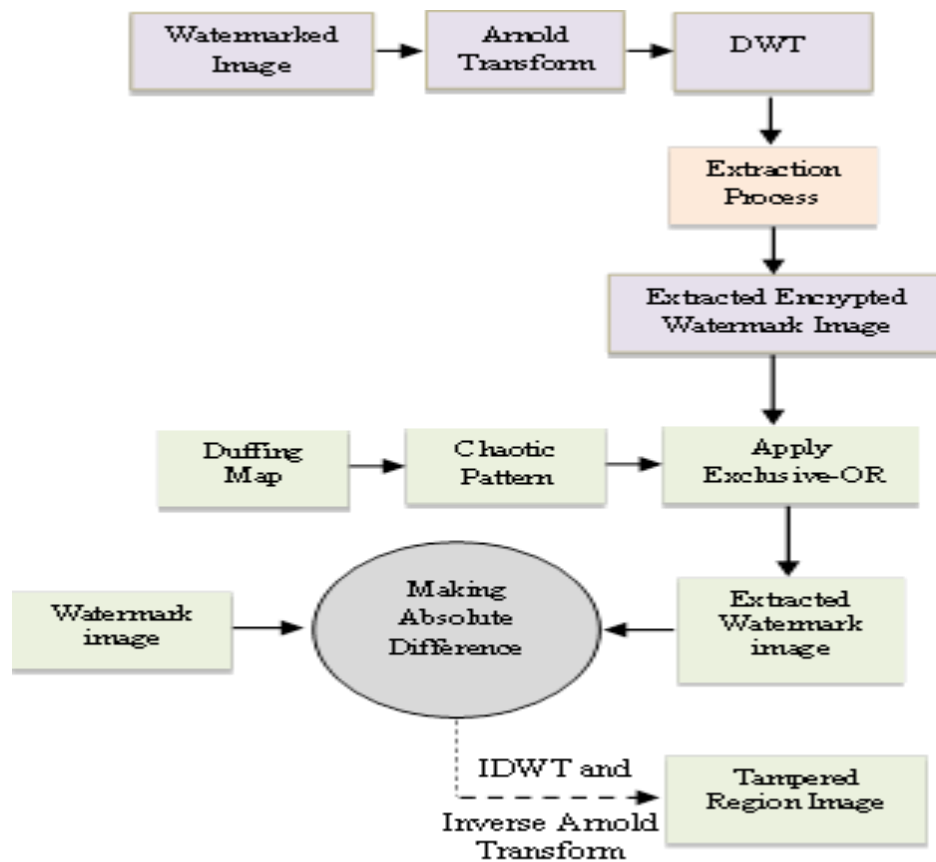 Watermarked
Image
Arnold
Transform
DWT
Extraction
Process
Extracted Encrypted
Watermark Image
Duffing
Map
Chaotic
Pattern
Apply
Exclusive-OR
Watermark
image
Making
Absolute
Difference
Extracted
Watermark
image
IDWT and
Inverse Arnold
Transform
Tampered
Region Image